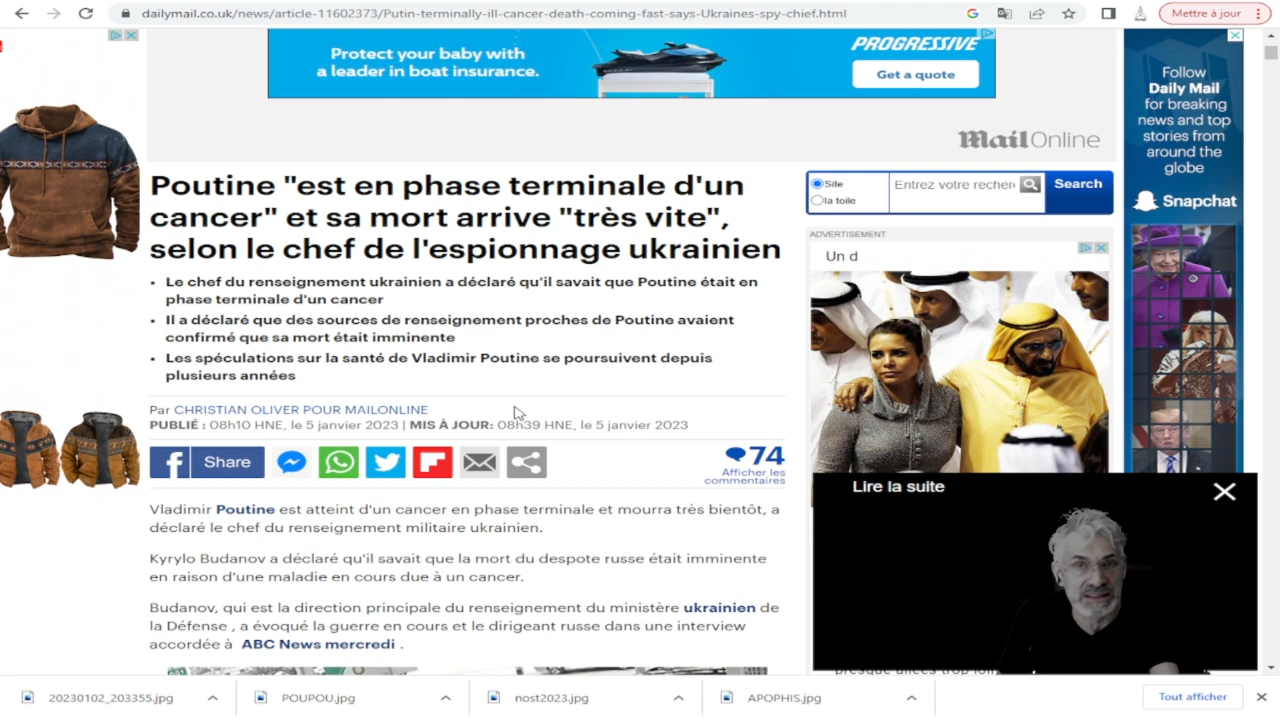 dailymail.co.uk/news/article-11602373/Putin-terminally-ill-cancer-death-coming-fast-says-Ukraines-spy-chief.html
Mettre à jour
Protect your baby with
a leader in boat insurance.
PROGRESSIVE
Get a quote
Follow
Daily Mail
for breaking
news and top
stories from
around the
globe
Snapchat
MailOnline
Poutine "est en phase terminale d'un
cancer" et sa mort arrive "très vite",
selon le chef de l'espionnage ukrainien
Site
la toile
Entrez votre recher
Search
ADVERTISEMENT
Un d
• Le chef du renseignement ukrainien a déclaré qu'il savait que Poutine était en
phase terminale d'un cancer
• Il a déclaré que des sources de renseignement proches de Poutine avaient
confirmé que sa mort était imminente
• Les spéculations sur la santé de Vladimir Poutine se poursuivent depuis
plusieurs années
Par CHRISTIAN OLIVER POUR MAILONLINE
PUBLIÉ : 08h10 HNE, le 5 janvier 2023 | MIS À JOUR: 08h39 HNE, le 5 janvier 2023
Share
74
Afficher les
commentaires
Lire la suite
Vladimir Poutine est atteint d'un cancer en phase terminale et mourra très bientôt, a
déclaré le chef du renseignement militaire ukrainien.
Kyrylo Budanov a déclaré qu'il savait que la mort du despote russe était imminente
en raison d'une maladie en cours due à un cancer.
Budanov, qui est la direction principale du renseignement du ministère ukrainien de
la Défense , a évoqué la guerre en cours et le dirigeant russe dans une interview
accordée à ABC News mercredi .
20230102_203355.jpg
POUPOU.jpg
nost2023.jpg
APOPHIS.jpg
Tout afficher